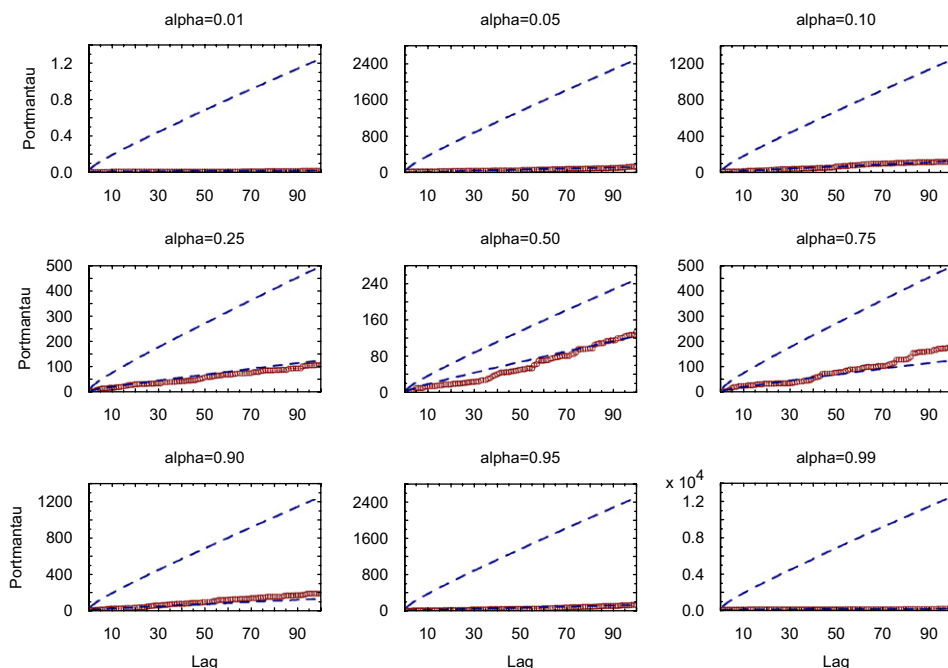 alpha=0.01 alpha=0.05 alpha=0.10
Portmantau
1.2
0.8
0.4
0.0
10 30 50 70 90
2400
1600
800
0
10 30 50 70 90
1200
800
400
0
10 30 50 70 90
alpha=0.25 alpha=0.50 alpha=0.75
Portmantau
500
400
300
200
100
0
10 30 50 70 90
240
160
80
0
10 30 50 70 90
500
400
300
200
100
0
10 30 50 70 90
alpha=0.90 alpha=0.95 alpha=0.99
Portmantau
1200
800
400
0
10 30 50 70 90
Lag
2400
1600
800
0
10 30 50 70 90
Lag
x 10^4
1.2
0.8
0.4
0.0
10 30 50 70 90
Lag